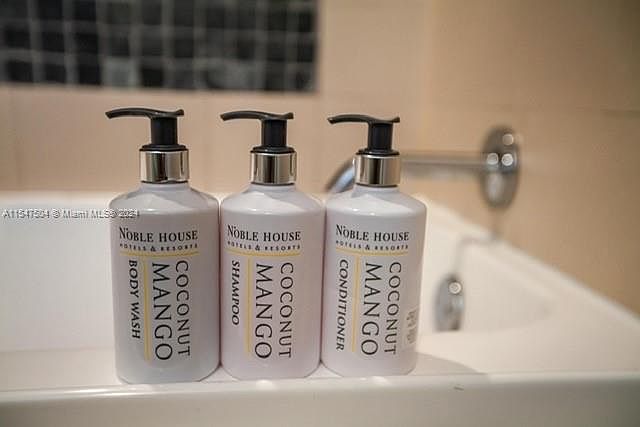 A11547504 © Miami MLS® 2024
NOBLE HOUSE
HOTELS & RESORTS
BODY WASH
COCONUT
MANGO
NOBLE HOUSE
HOTELS & RESORTS
SHAMPOO
COCONUT
MANGO
NOBLE HOUSE
HOTELS & RESORTS
CONDITIONER
COCONUT
MANGO